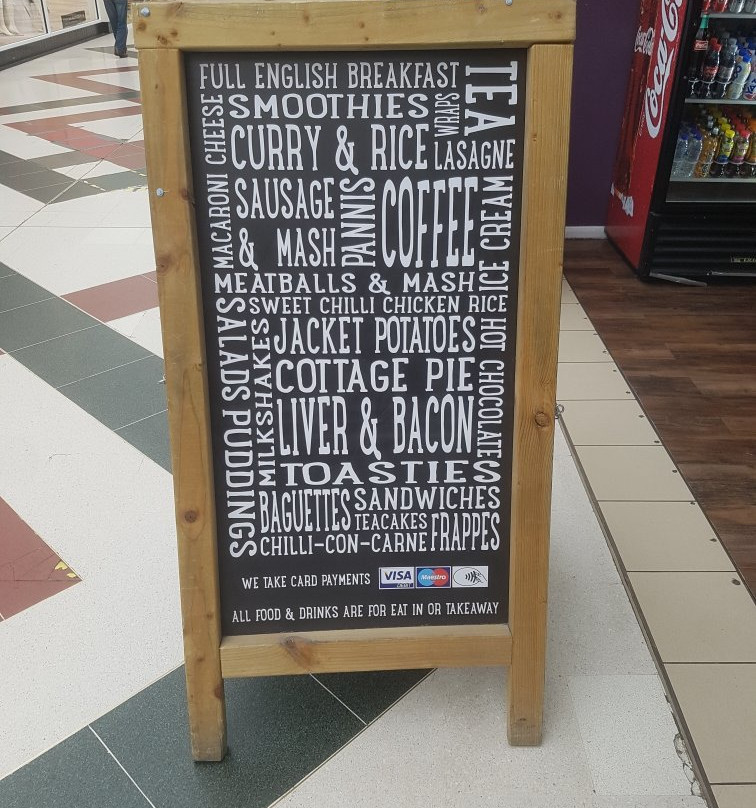 FULL ENGLISH BREAKFAST
TEA
SMOOTHIES
WRAPS
MACARONI CHEESE
CURRY & RICE
LASAGNE
SAUSAGE
& MASH
PANNIS
COFFEE
ICE CREAM
MEATBALLS & MASH
SWEET CHILLI CHICKEN RICE
SALADS PUDDINGS
MILKSHAKES
JACKET POTATOES
HOT CHOCOLATE
COTTAGE PIE
LIVER & BACON
TOASTIES
BAGUETTES
SANDWICHES
TEACAKES
FRAPPES
CHILLI-CON-CARNE
WE TAKE CARD PAYMENTS VISA Maestro
ALL FOOD & DRINKS ARE FOR EAT IN OR TAKEAWAY
Coca-Cola